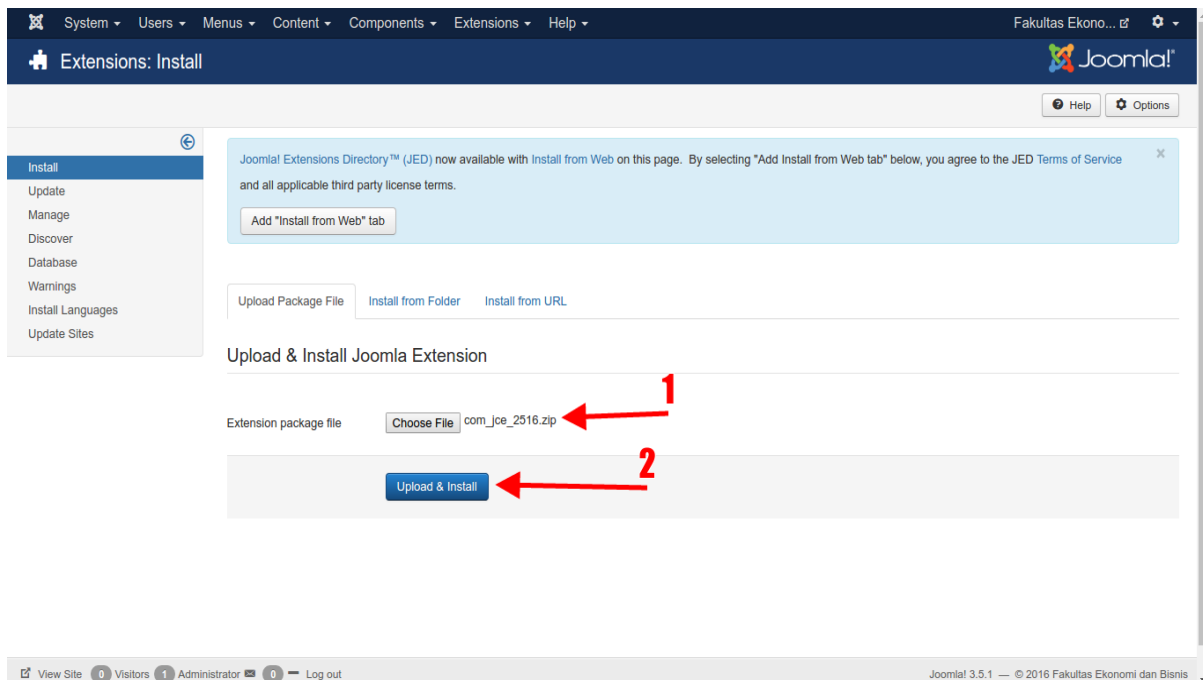 System Users Menus Content Components Extensions Help Fakultas Ekono...
Extensions: Install Joomla!
Help Options
Install
Update
Manage
Discover
Database
Warnings
Install Languages
Update Sites
Joomla! Extensions Directory™ (JED) now available with Install from Web on this page. By selecting "Add Install from Web tab" below, you agree to the JED Terms of Service
and all applicable third party license terms.
x
Add "Install from Web" tab
Upload Package File Install from Folder Install from URL
Upload & Install Joomla Extension
1
Extension package file Choose File com_jce_2516.zip
2
Upload & Install
View Site 0 Visitors 1 Administrator 0 Log out Joomla! 3.5.1 — © 2016 Fakultas Ekonomi dan Bisnis